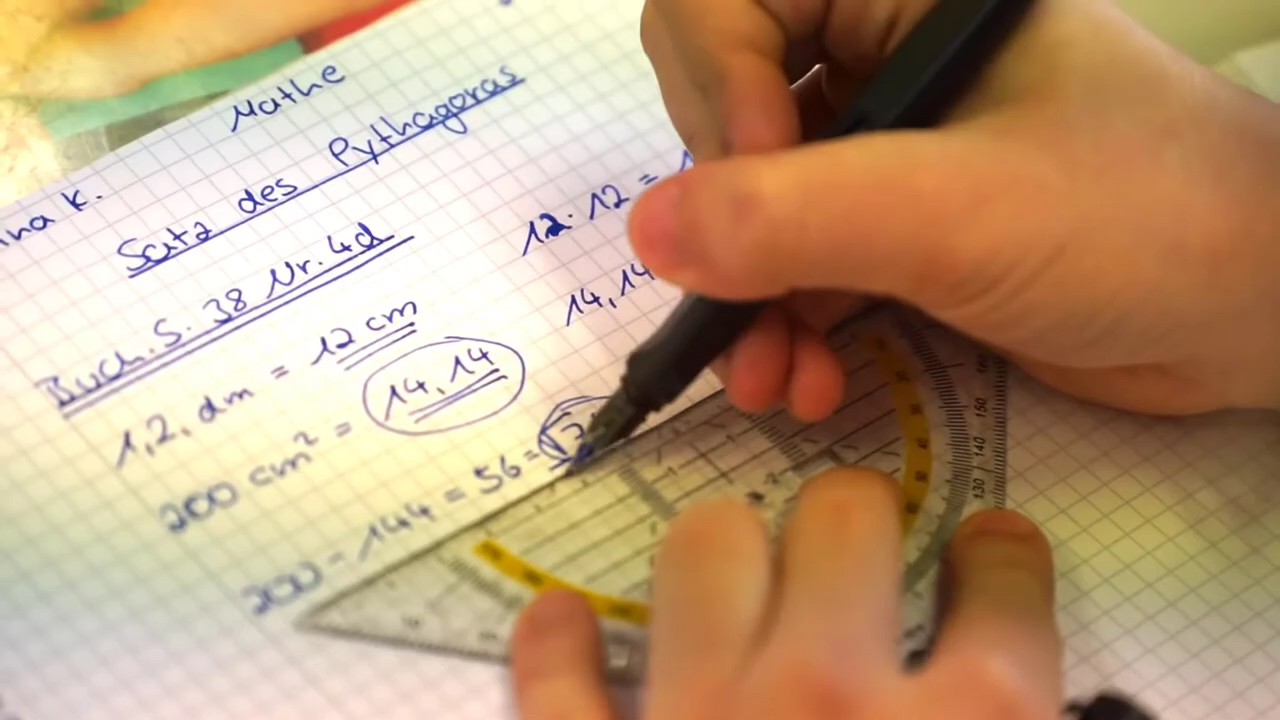 Mathe
ina K.
Satz des Pythagoras
Buch. S. 38 Nr. 4d
12 · 12 =
14,14
1,2, dm = 12 cm
200 cm² = 14,14
200 - 144 = 56 =